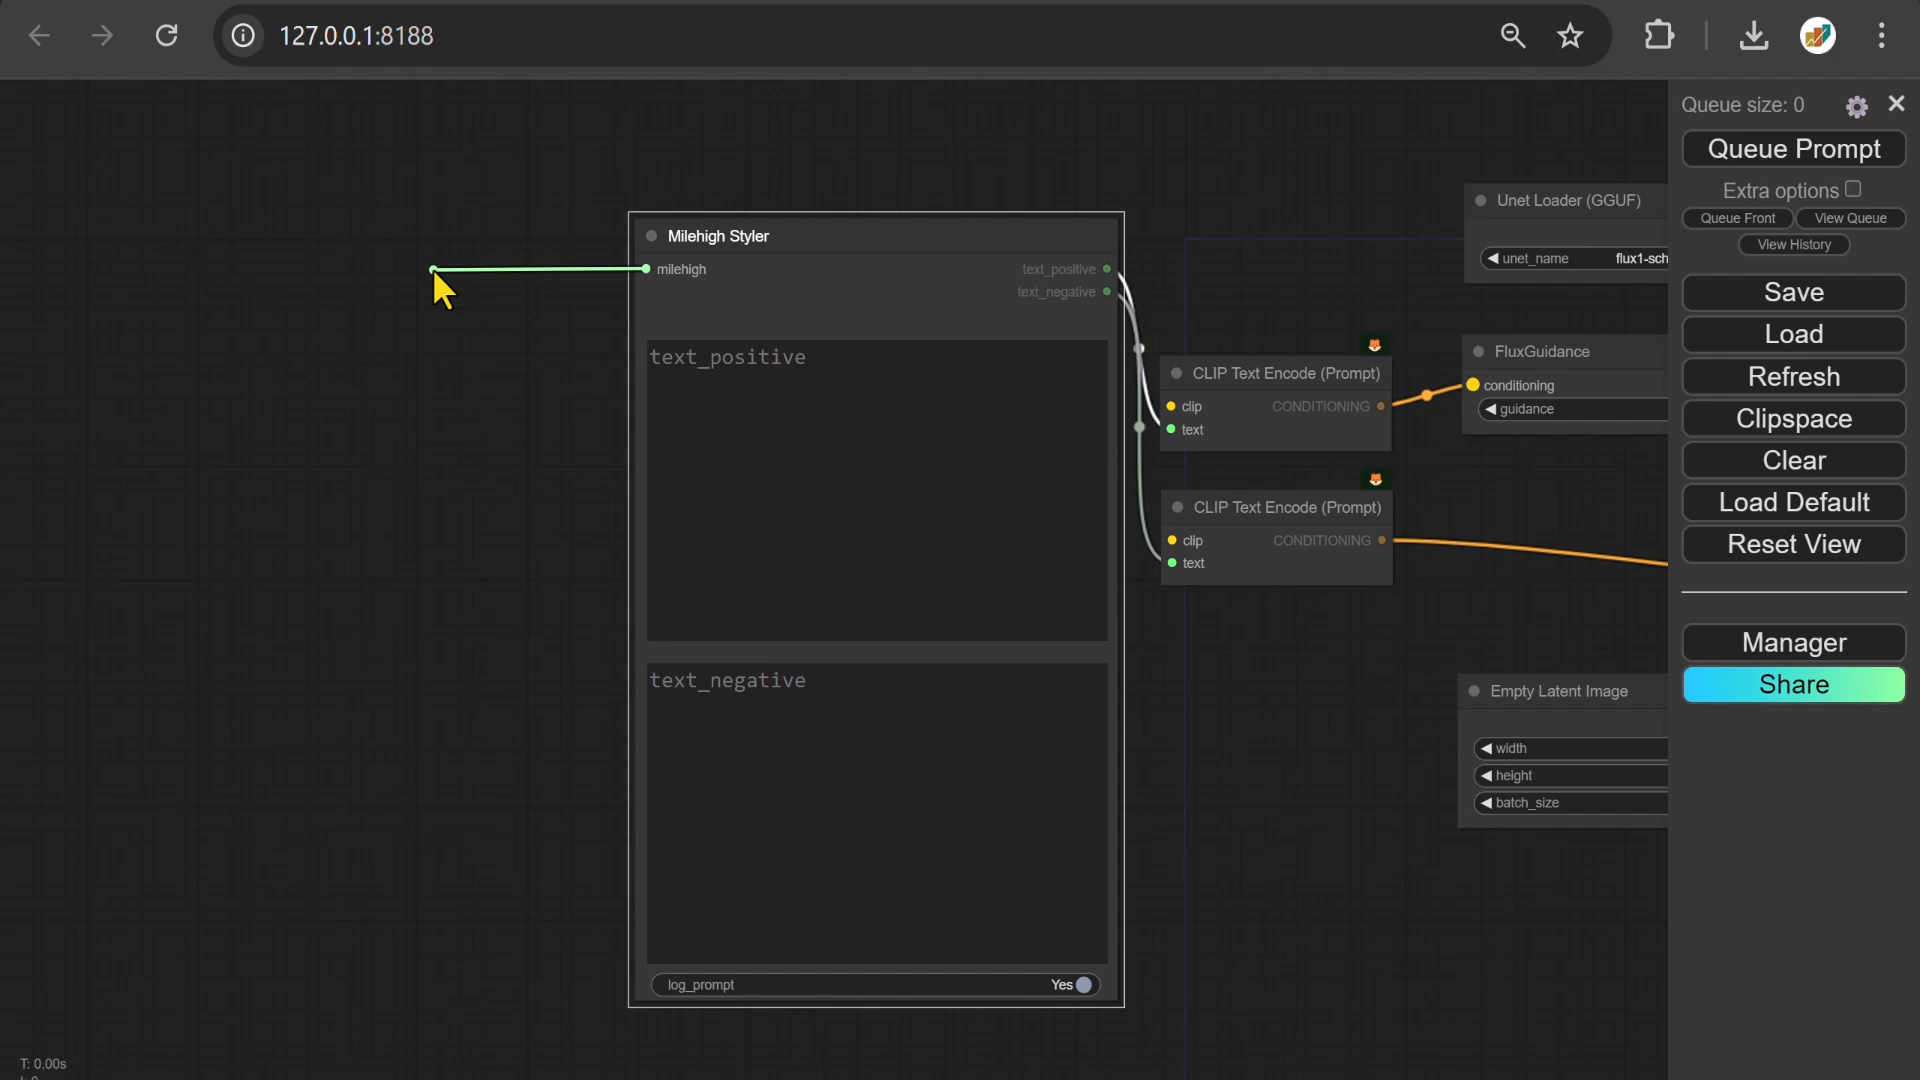 127.0.0.1:8188
Queue size: 0
Queue Prompt
Extra options
Queue Front
View Queue
View History
Save
Load
Refresh
Clipspace
Clear
Load Default
Reset View
Manager
Share
Milehigh Styler
milehigh
text_positive
text_negative
text_positive
text_negative
log_prompt
Yes
CLIP Text Encode (Prompt)
clip
CONDITIONING
text
CLIP Text Encode (Prompt)
clip
CONDITIONING
text
Unet Loader (GGUF)
unet_name
flux1-sch
FluxGuidance
conditioning
guidance
Empty Latent Image
width
height
batch_size
T: 0.00s